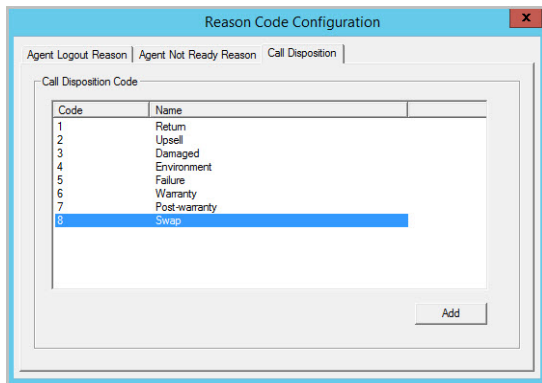 Reason Code Configuration
x
Agent Logout Reason Agent Not Ready Reason Call Disposition
Call Disposition Code
Code Name
1 Return
2 Upsell
3 Damaged
4 Environment
5 Failure
6 Warranty
7 Post-warranty
8 Swap
Add